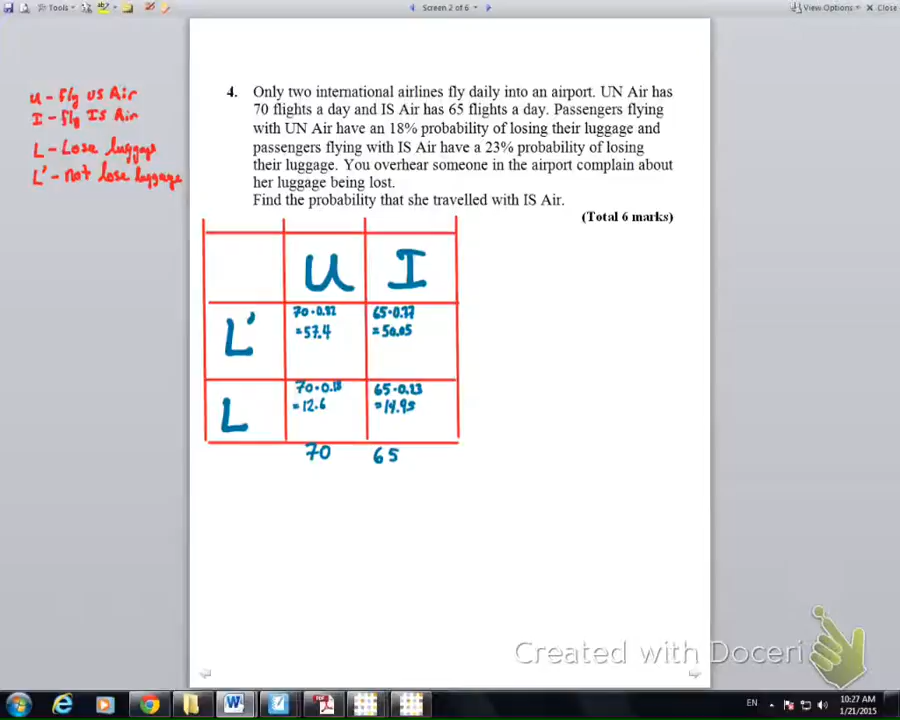 Tools
Screen 2 of 6
View Options
Close
U - fly US Air
I - fly IS Air
L - Lose luggage
L' - not lose luggage
4. Only two international airlines fly daily into an airport. UN Air has
70 flights a day and IS Air has 65 flights a day. Passengers flying
with UN Air have an 18% probability of losing their luggage and
passengers flying with IS Air have a 23% probability of losing
their luggage. You overhear someone in the airport complain about
her luggage being lost.
Find the probability that she travelled with IS Air.
(Total 6 marks)
U I
L' 70·0.82 65·0.77
=57.4 =50.05
L 70·0.18 65·0.23
=12.6 =14.95
70 65
Created with Doceri
EN
10:27 AM
1/21/2015